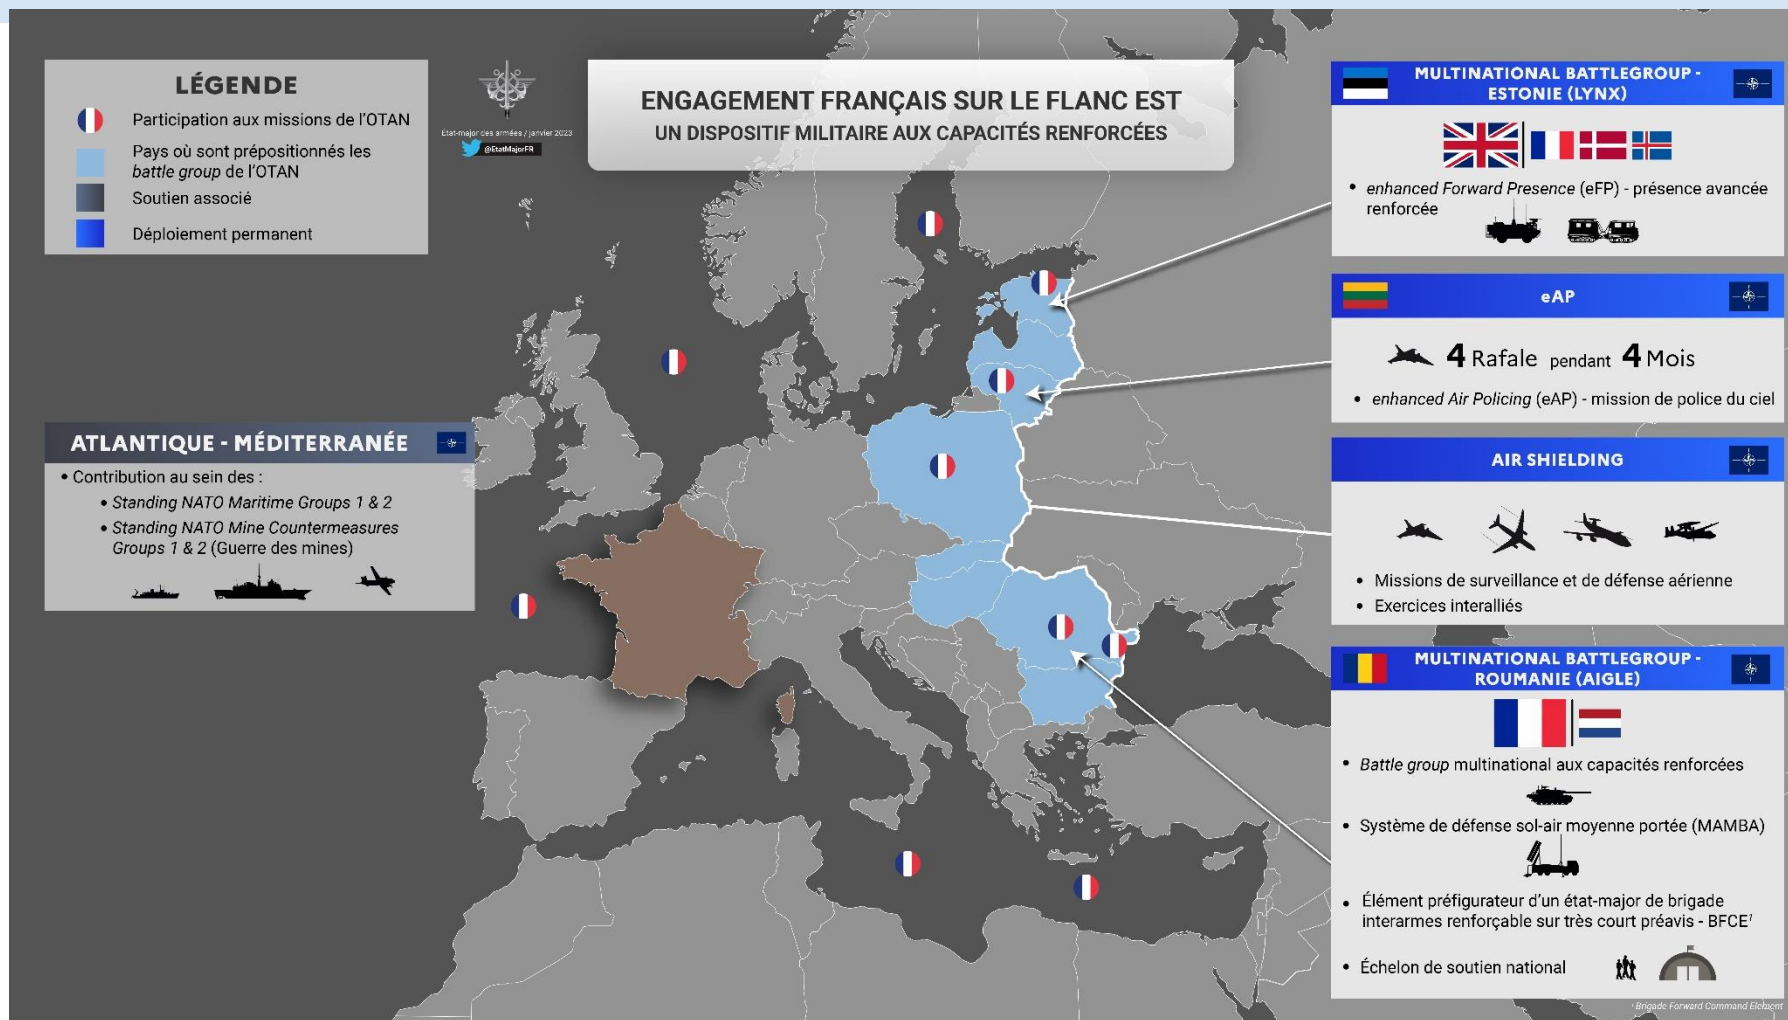 LÉGENDE
Participation aux missions de l'OTAN
Pays où sont prépositionnés les
battle group de l'OTAN
Soutien associé
Déploiement permanent
État-major des armées / janvier 2023
@EtatMajorFR
ENGAGEMENT FRANÇAIS SUR LE FLANC EST
UN DISPOSITIF MILITAIRE AUX CAPACITÉS RENFORCÉES
ATLANTIQUE - MÉDITERRANÉE
• Contribution au sein des :
• Standing NATO Maritime Groups 1 & 2
• Standing NATO Mine Countermeasures
Groups 1 & 2 (Guerre des mines)
MULTINATIONAL BATTLEGROUP -
ESTONIE (LYNX)
• enhanced Forward Presence (eFP) - présence avancée
renforcée
eAP
4 Rafale pendant 4 Mois
• enhanced Air Policing (eAP) - mission de police du ciel
AIR SHIELDING
• Missions de surveillance et de défense aérienne
• Exercices interalliés
MULTINATIONAL BATTLEGROUP -
ROUMANIE (AIGLE)
• Battle group multinational aux capacités renforcées
• Système de défense sol-air moyenne portée (MAMBA)
• Élément préfigurateur d'un état-major de brigade
interarmes renforçable sur très court préavis - BFCE¹
• Échelon de soutien national
¹ Brigade Forward Command Element